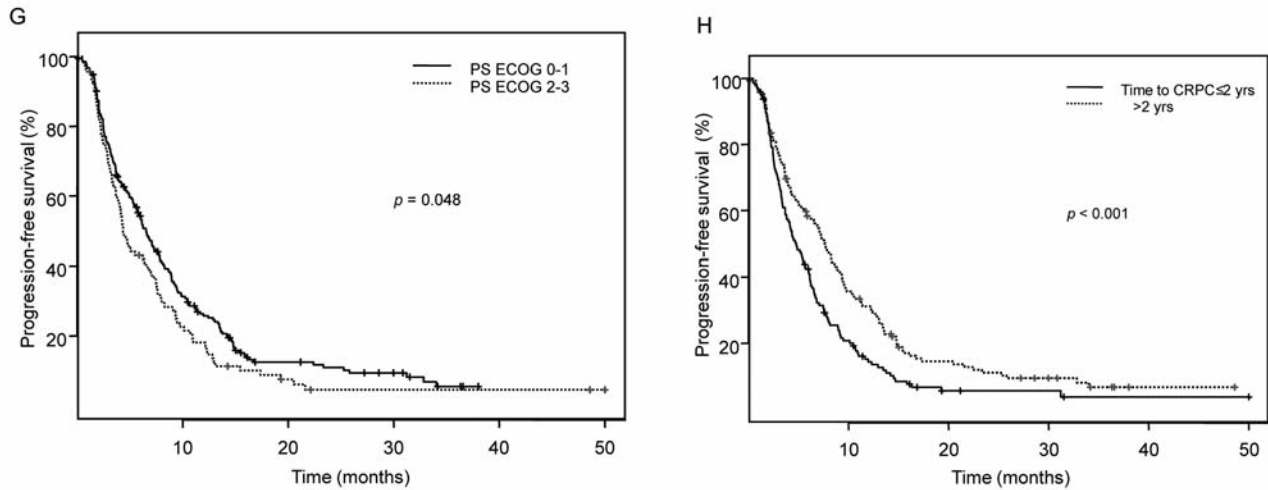 G
Progression-free survival (%)
100
80
60
40
20
PS ECOG 0-1
PS ECOG 2-3
p = 0.048
10 20 30 40 50
Time (months)
H
Progression-free survival (%)
100
80
60
40
20
Time to CRPC≤2 yrs
>2 yrs
p < 0.001
10 20 30 40 50
Time (months)